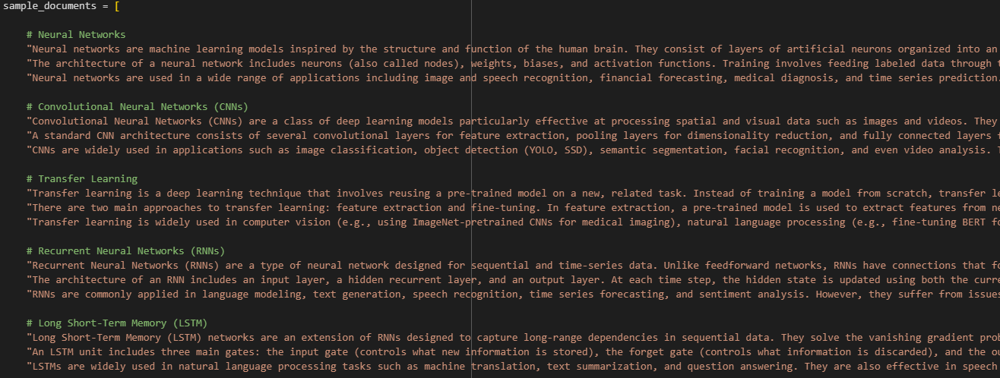 sample_documents = [
# Neural Networks
"Neural networks are machine learning models inspired by the structure and function of the human brain. They consist of layers of artificial neurons organized into an
"The architecture of a neural network includes neurons (also called nodes), weights, biases, and activation functions. Training involves feeding labeled data through
"Neural networks are used in a wide range of applications including image and speech recognition, financial forecasting, medical diagnosis, and time series prediction.
# Convolutional Neural Networks (CNNs)
"Convolutional Neural Networks (CNNs) are a class of deep learning models particularly effective at processing spatial and visual data such as images and videos. They
"A standard CNN architecture consists of several convolutional layers for feature extraction, pooling layers for dimensionality reduction, and fully connected layers
"CNNs are widely used in applications such as image classification, object detection (YOLO, SSD), semantic segmentation, facial recognition, and even video analysis.
# Transfer Learning
"Transfer learning is a deep learning technique that involves reusing a pre-trained model on a new, related task. Instead of training a model from scratch, transfer le
"There are two main approaches to transfer learning: feature extraction and fine-tuning. In feature extraction, a pre-trained model is used to extract features from ne
"Transfer learning is widely used in computer vision (e.g., using ImageNet-pretrained CNNs for medical imaging), natural language processing (e.g., fine-tuning BERT fo
# Recurrent Neural Networks (RNNs)
"Recurrent Neural Networks (RNNs) are a type of neural network designed for sequential and time-series data. Unlike feedforward networks, RNNs have connections that fo
"The architecture of an RNN includes an input layer, a hidden recurrent layer, and an output layer. At each time step, the hidden state is updated using both the curre
"RNNs are commonly applied in language modeling, text generation, speech recognition, time series forecasting, and sentiment analysis. However, they suffer from issues
# Long Short-Term Memory (LSTM)
"Long Short-Term Memory (LSTM) networks are an extension of RNNs designed to capture long-range dependencies in sequential data. They solve the vanishing gradient prob
"An LSTM unit includes three main gates: the input gate (controls what new information is stored), the forget gate (controls what information is discarded), and the ou
"LSTMs are widely used in natural language processing tasks such as machine translation, text summarization, and question answering. They are also effective in speech